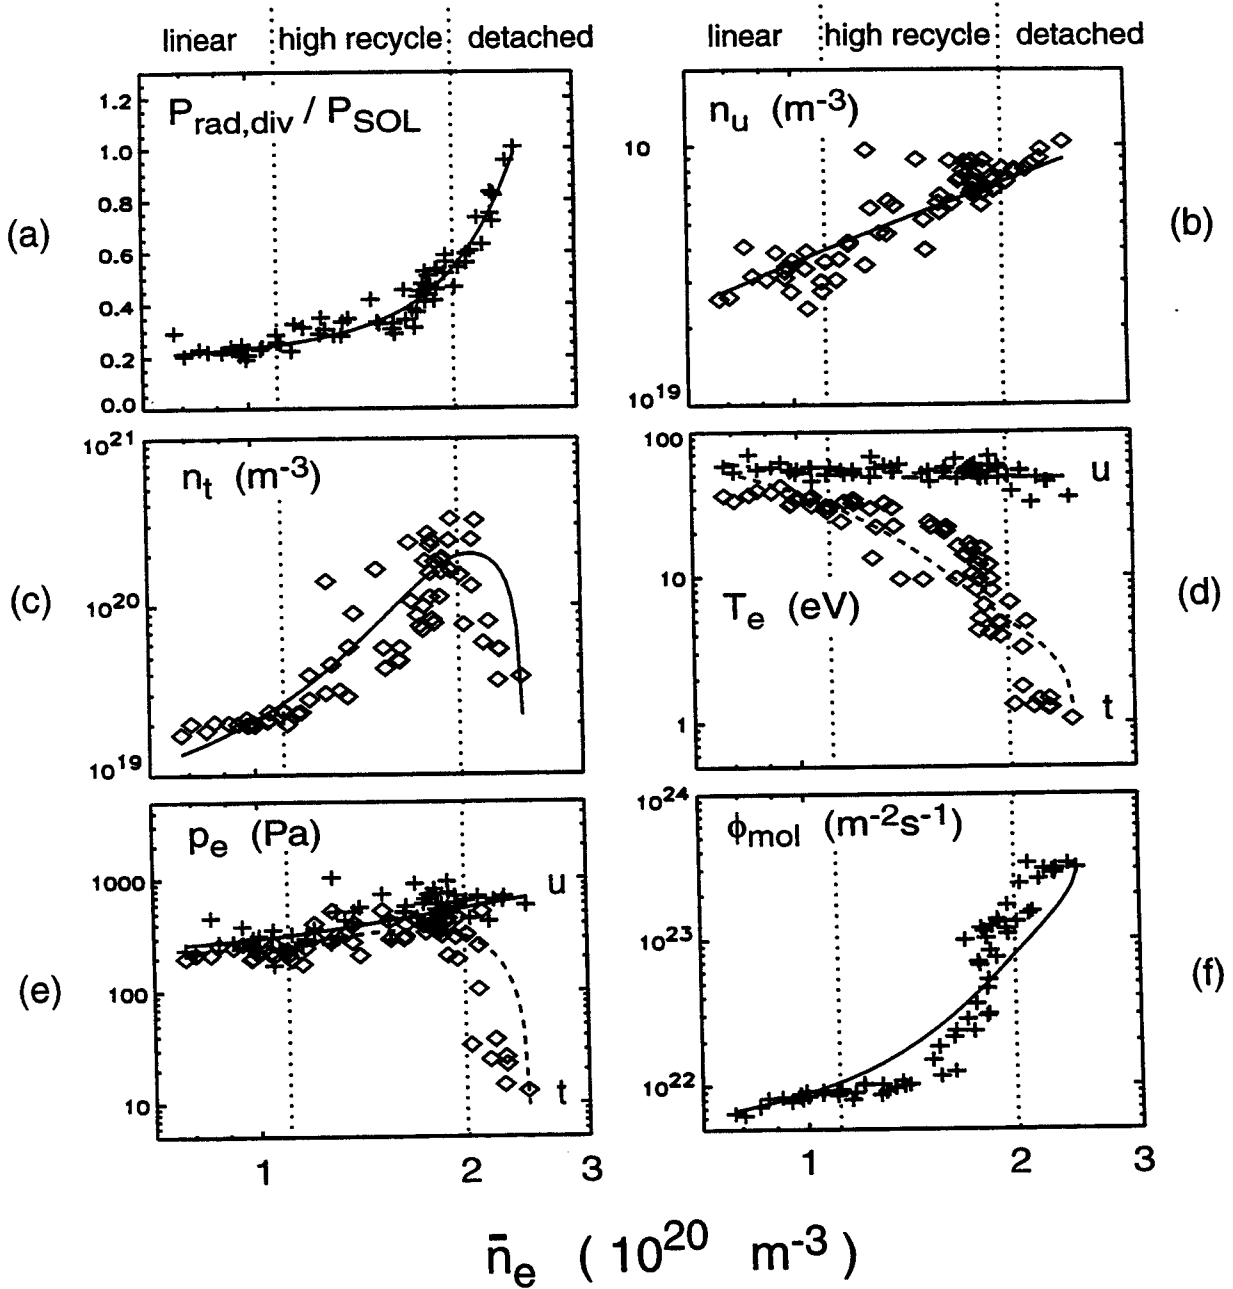 linear high recycle detached linear high recycle detached
(a)
P_rad,div / P_SOL
1.2
1.0
0.8
0.6
0.4
0.2
0.0
(b)
n_u (m^-3)
10
10^19
(c)
n_t (m^-3)
10^21
10^20
10^19
(d)
T_e (eV)
100
10
1
u
t
(e)
p_e (Pa)
1000
100
10
u
t
(f)
ϕ_mol (m^-2 s^-1)
10^24
10^23
10^22
1 2 3 1 2 3
n̄_e ( 10^20 m^-3 )